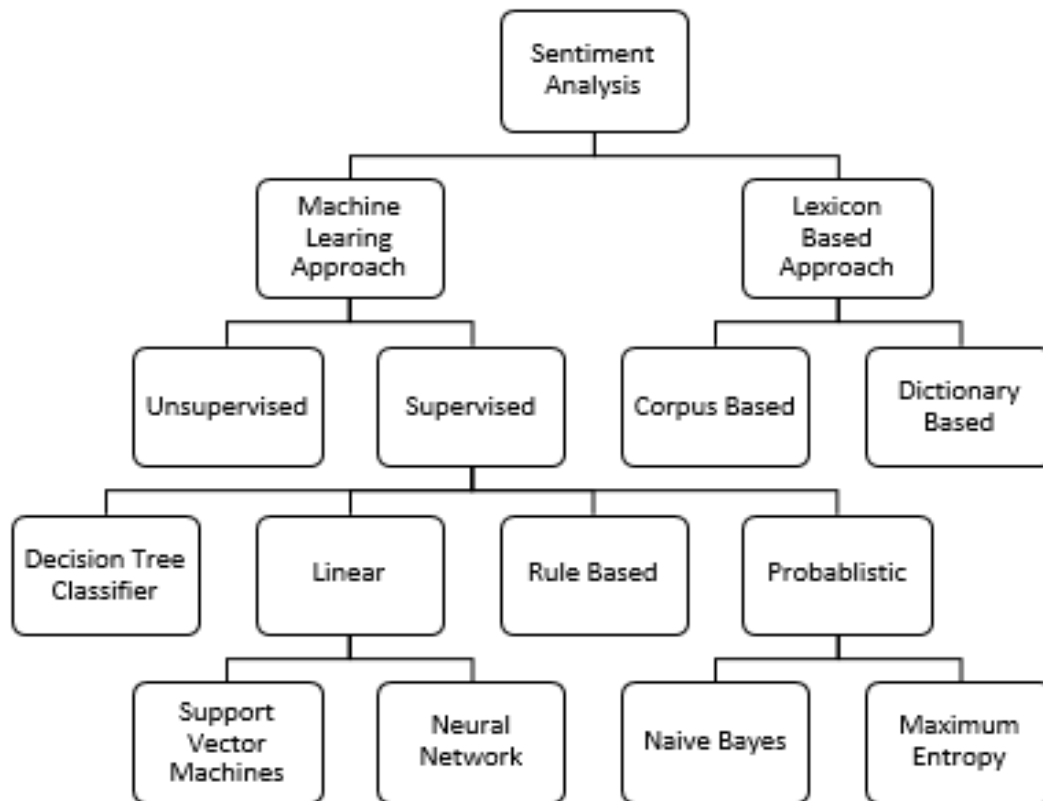 Sentiment
Analysis
Machine
Learing
Approach
Lexicon
Based
Approach
Unsupervised
Supervised
Corpus Based
Dictionary
Based
Decision Tree
Classifier
Linear
Rule Based
Probablistic
Support
Vector
Machines
Neural
Network
Naive Bayes
Maximum
Entropy